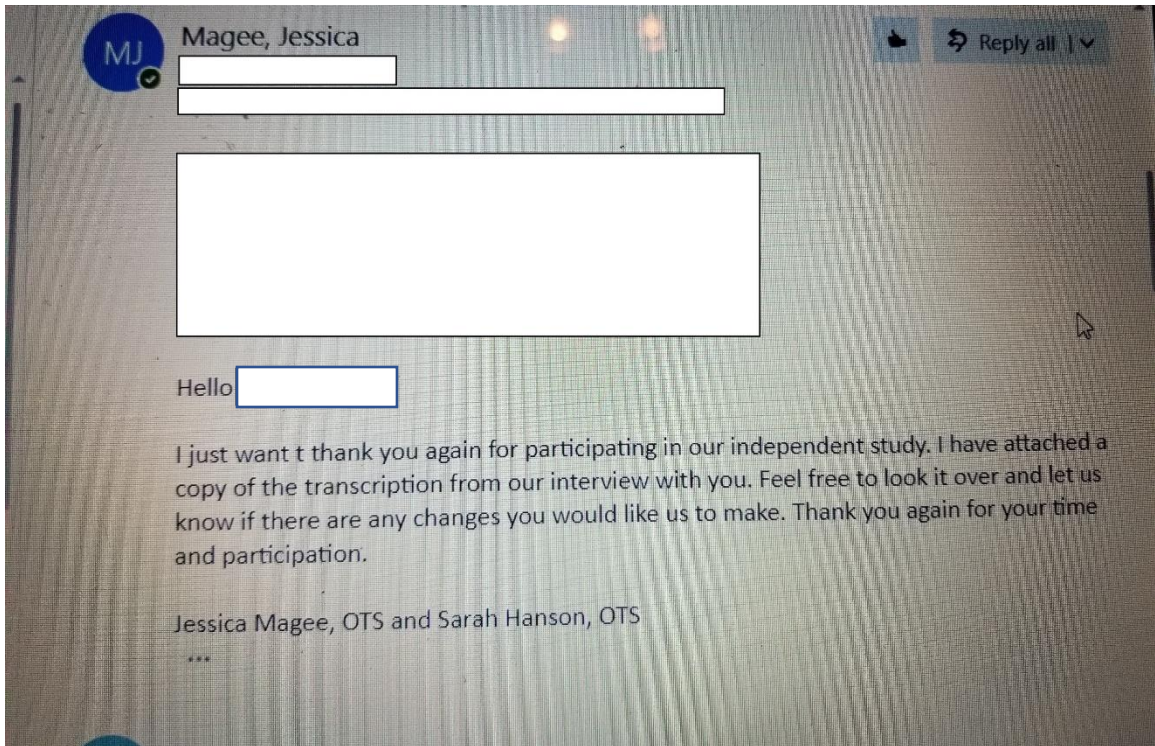 MJ
Magee, Jessica
Reply all
Hello
I just want t thank you again for participating in our independent study. I have attached a
copy of the transcription from our interview with you. Feel free to look it over and let us
know if there are any changes you would like us to make. Thank you again for your time
and participation.
Jessica Magee, OTS and Sarah Hanson, OTS
...